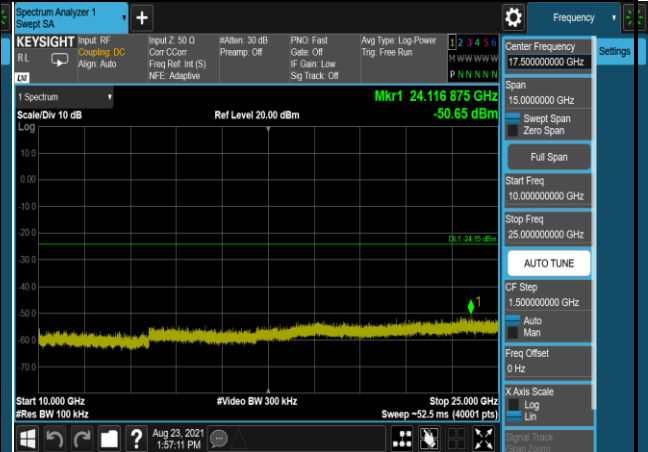 Spectrum Analyzer 1
Swept SA
Frequency
KEYSIGHT
RL
Input: RF
Coupling: DC
Align: Auto
Input Z: 50 Ω
Corr CCorr
Freq Ref: Int (S)
NFE: Adaptive
#Atten: 30 dB
Preamp: Off
PNO: Fast
Gate: Off
IF Gain: Low
Sig Track: Off
Avg Type: Log-Power
Trig: Free Run
1 2 3 4 5 6
M W W W W W
P N N N N N
1 Spectrum
Mkr1 24.116 875 GHz
-50.65 dBm
Scale/Div 10 dB
Ref Level 20.00 dBm
Log
10.0
0.00
-10.0
-20.0
-30.0
-40.0
-50.0
-60.0
-70.0
DL1 -24.15 dBm
1
Start 10.000 GHz
#Video BW 300 kHz
Stop 25.000 GHz
#Res BW 100 kHz
Sweep ~52.5 ms (40001 pts)
Aug 23, 2021
1:57:11 PM
Settings
Center Frequency
17.500000000 GHz
Span
15.0000000 GHz
Swept Span
Zero Span
Full Span
Start Freq
10.000000000 GHz
Stop Freq
25.000000000 GHz
AUTO TUNE
CF Step
1.500000000 GHz
Auto
Man
Freq Offset
0 Hz
X Axis Scale
Log
Lin
Signal Track
(Span Zoom)